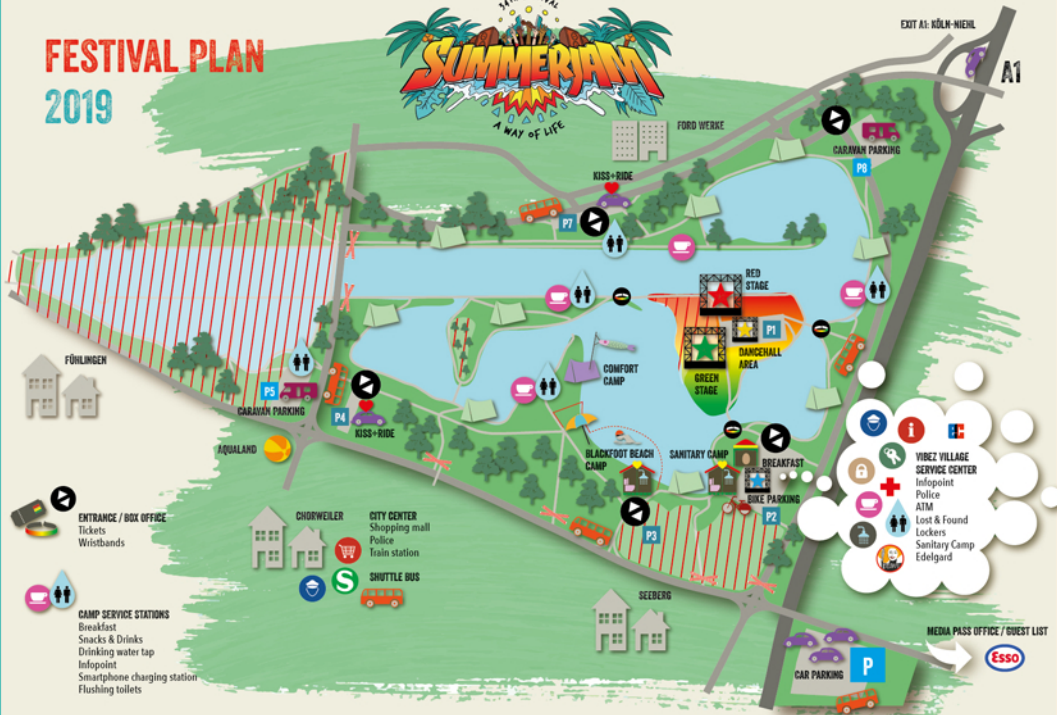 FESTIVAL PLAN
2019
SUMMERJAM
A WAY OF LIFE
EXIT A1: KÖLN-NIEHL
A1
FORD WERKE
CARAVAN PARKING
P8
KISS+RIDE
P7
RED
STAGE
P1
DANCEHALL
AREA
GREEN
STAGE
FÜHLINGEN
COMFORT
CAMP
P5
CARAVAN PARKING
P4
KISS+RIDE
AQUALAND
BLACKFOOT BEACH
CAMP
SANITARY CAMP
BREAKFAST
BIKE PARKING
P2
P3
VIBEZ VILLAGE
SERVICE CENTER
Infopoint
Police
ATM
Lost & Found
Lockers
Sanitary Camp
Edelgard
ENTRANCE / BOX OFFICE
Tickets
Wristbands
CHORWEILER
CITY CENTER
Shopping mall
Police
Train station
S
SHUTTLE BUS
SEEBERG
CAMP SERVICE STATIONS
Breakfast
Snacks & Drinks
Drinking water tap
Infopoint
Smartphone charging station
Flushing toilets
MEDIA PASS OFFICE / GUEST LIST
Esso
CAR PARKING
P